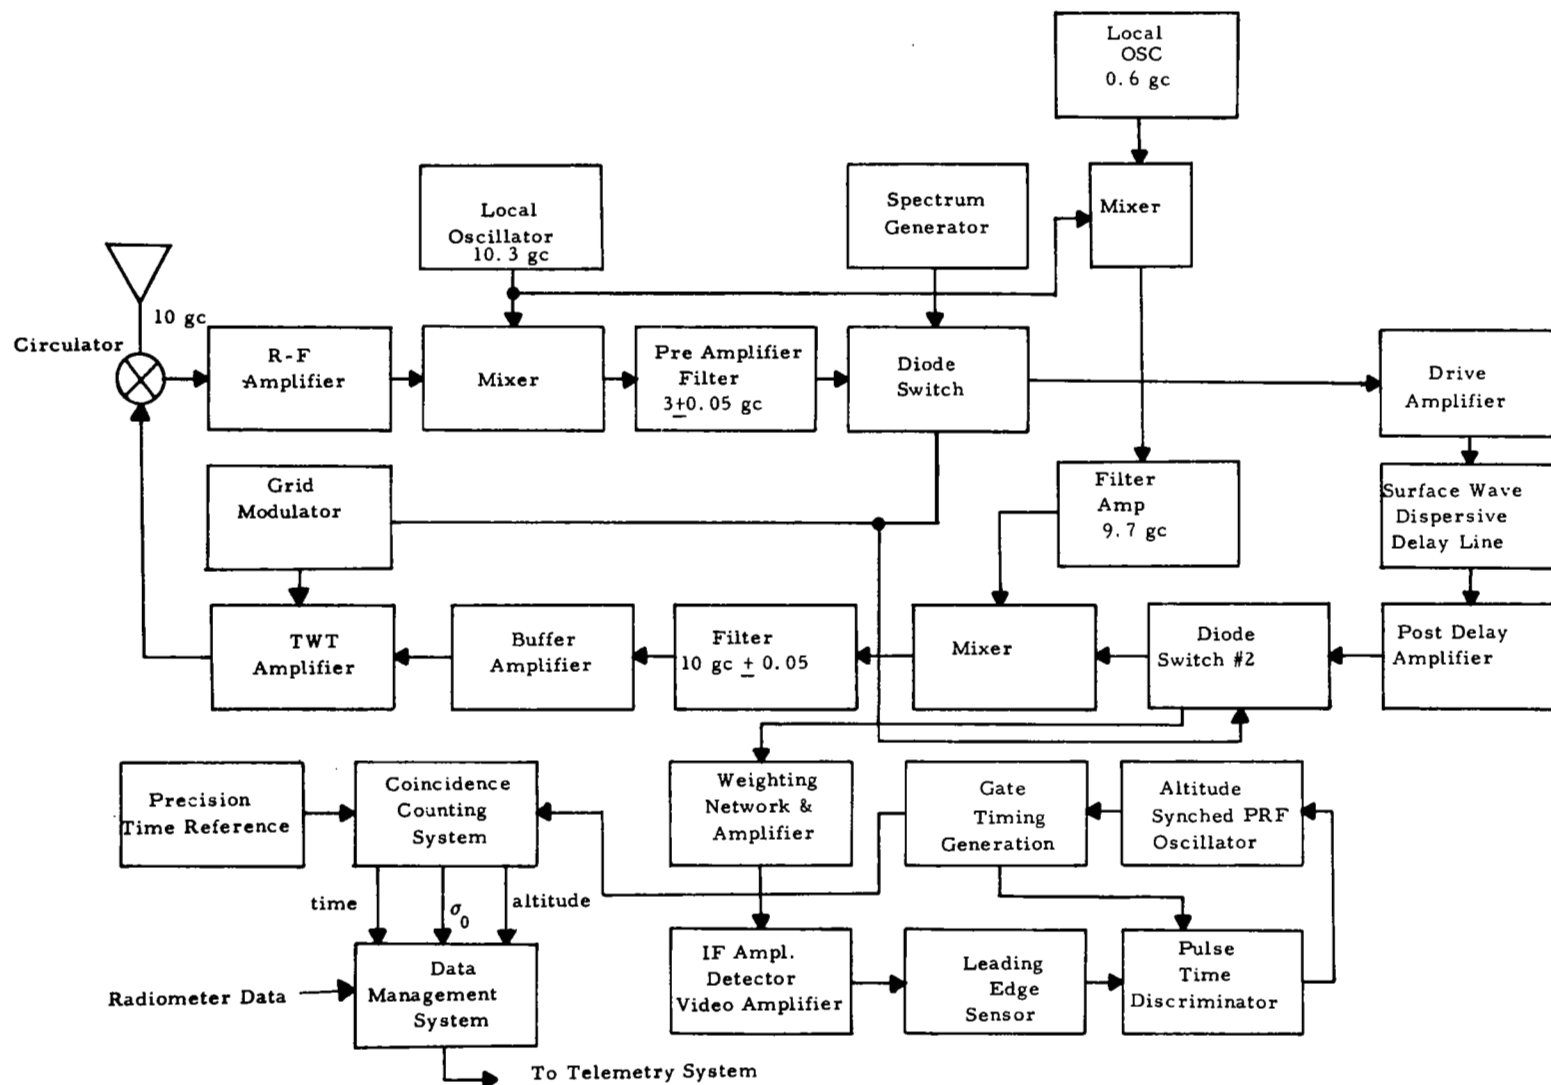 Local
OSC
0.6 gc
Local
Oscillator
10.3 gc
Spectrum
Generator
Mixer
10 gc
Circulator
R-F
Amplifier
Mixer
Pre Amplifier
Filter
3±0.05 gc
Diode
Switch
Drive
Amplifier
Grid
Modulator
Filter
Amp
9.7 gc
Surface Wave
Dispersive
Delay Line
TWT
Amplifier
Buffer
Amplifier
Filter
10 gc ± 0.05
Mixer
Diode
Switch #2
Post Delay
Amplifier
Precision
Time Reference
Coincidence
Counting
System
Weighting
Network &
Amplifier
Gate
Timing
Generation
Altitude
Synched PRF
Oscillator
time
σ0
altitude
Radiometer Data
Data
Management
System
IF Ampl.
Detector
Video Amplifier
Leading
Edge
Sensor
Pulse
Time
Discriminator
To Telemetry System